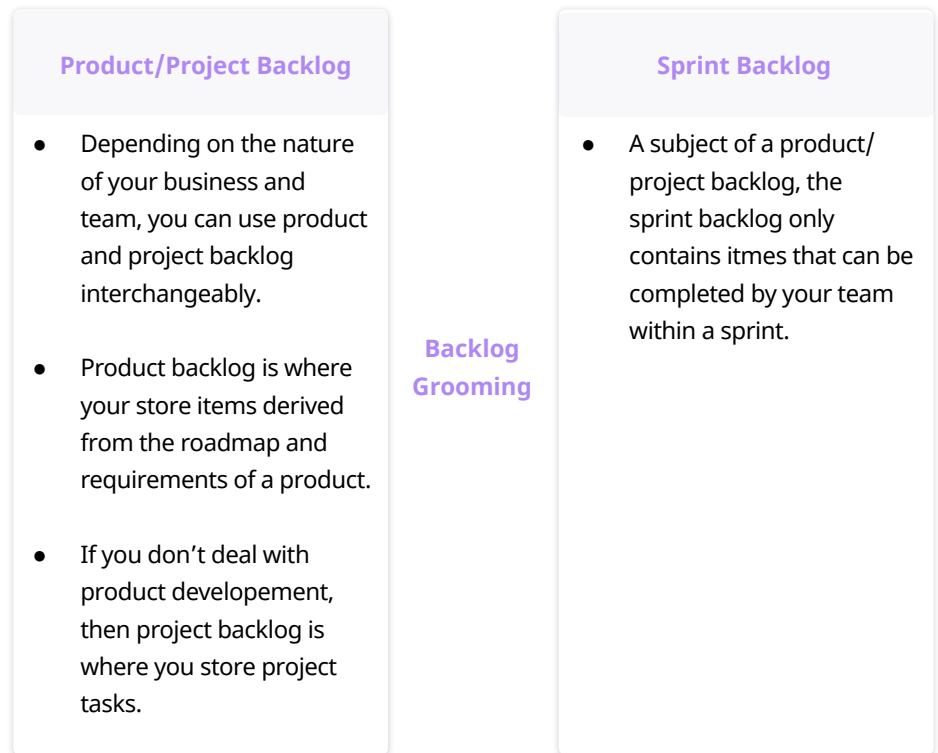 Product/Project Backlog
● Depending on the nature
of your business and
team, you can use product
and project backlog
interchangeably.
● Product backlog is where
your store items derived
from the roadmap and
requirements of a product.
● If you don’t deal with
product developement,
then project backlog is
where you store project
tasks.
Backlog
Grooming
Sprint Backlog
● A subject of a product/
project backlog, the
sprint backlog only
contains itmes that can be
completed by your team
within a sprint.